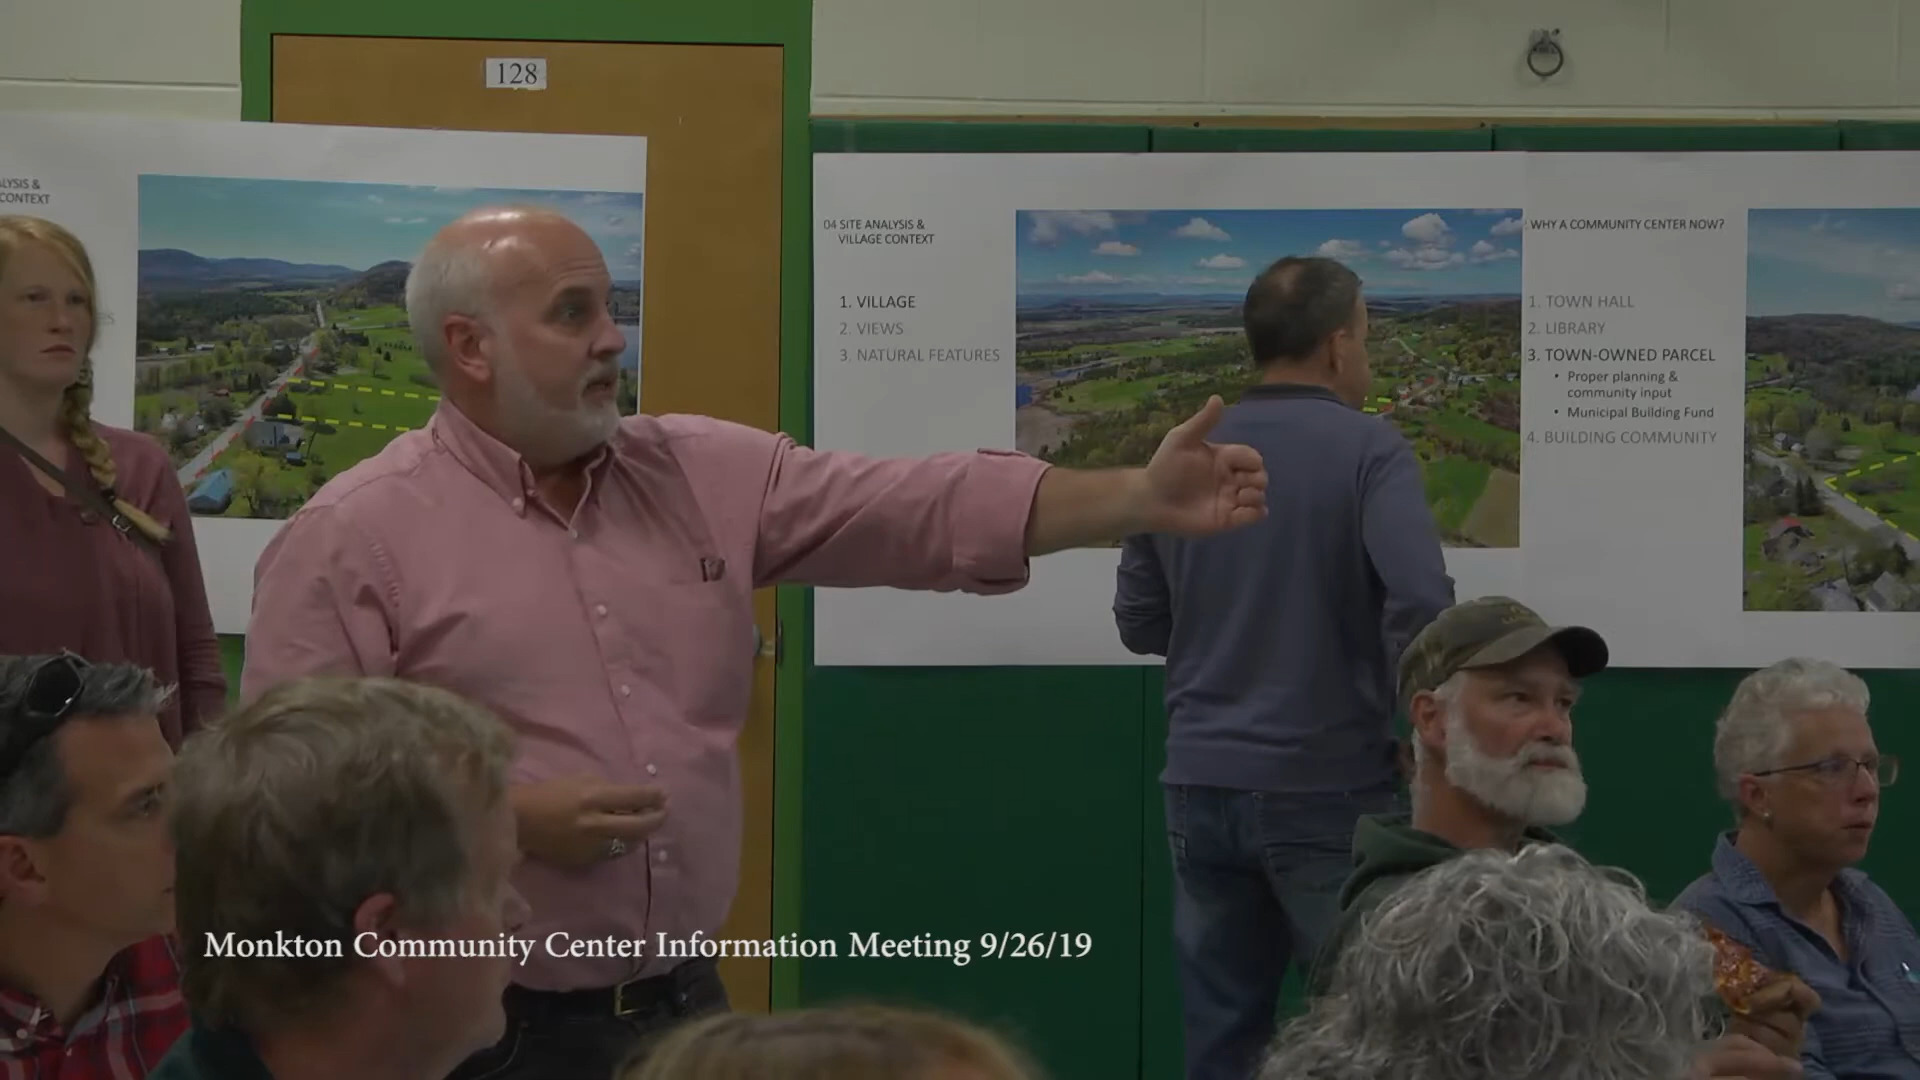 128
ALYSIS &
CONTEXT
04 SITE ANALYSIS &
VILLAGE CONTEXT
1. VILLAGE
2. VIEWS
3. NATURAL FEATURES
WHY A COMMUNITY CENTER NOW?
1. TOWN HALL
2. LIBRARY
3. TOWN-OWNED PARCEL
• Proper planning &
community input
• Municipal Building Fund
4. BUILDING COMMUNITY
Monkton Community Center Information Meeting 9/26/19